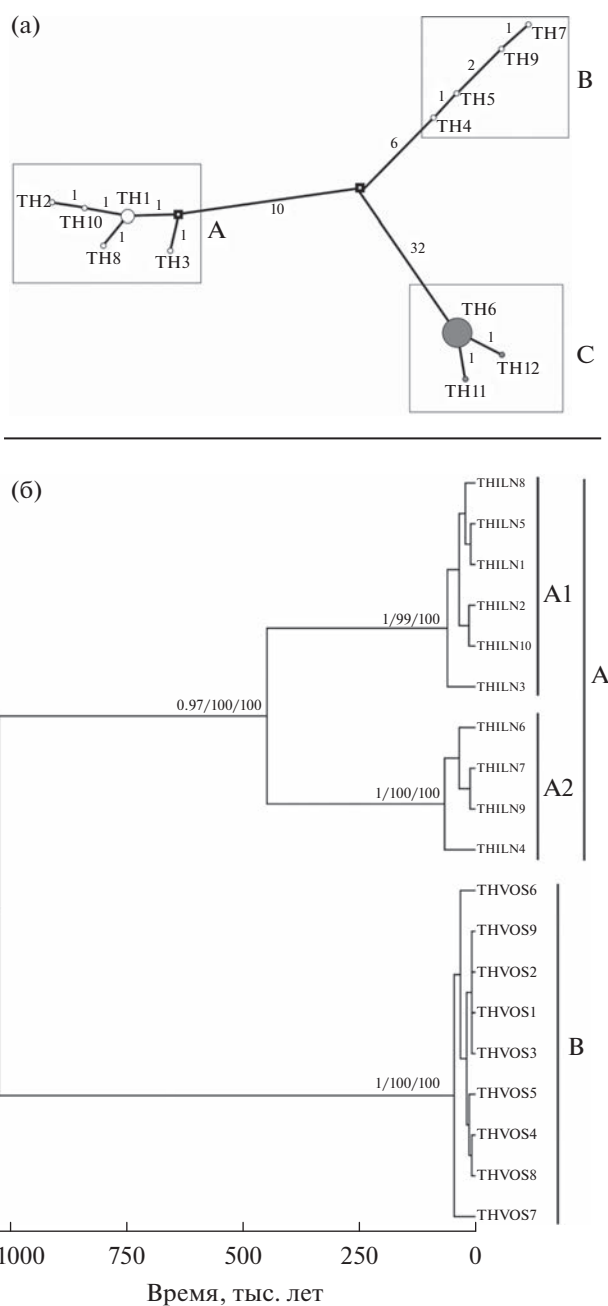 (а)
1
TH7
2
TH9
1
TH5
B
TH4
6
TH2
1
TH10
1
TH1
1
A
10
1
TH8
1
TH3
32
TH6
1
TH12
1
TH11
C
(б)
THILN8
THILN5
THILN1
A1
THILN2
1/99/100
THILN10
A
THILN3
0.97/100/100
THILN6
THILN7
A2
1/100/100
THILN9
THILN4
THVOS6
THVOS9
THVOS2
THVOS1
THVOS3
B
1/100/100
THVOS5
THVOS4
THVOS8
THVOS7
1000 750 500 250 0
Время, тыс. лет